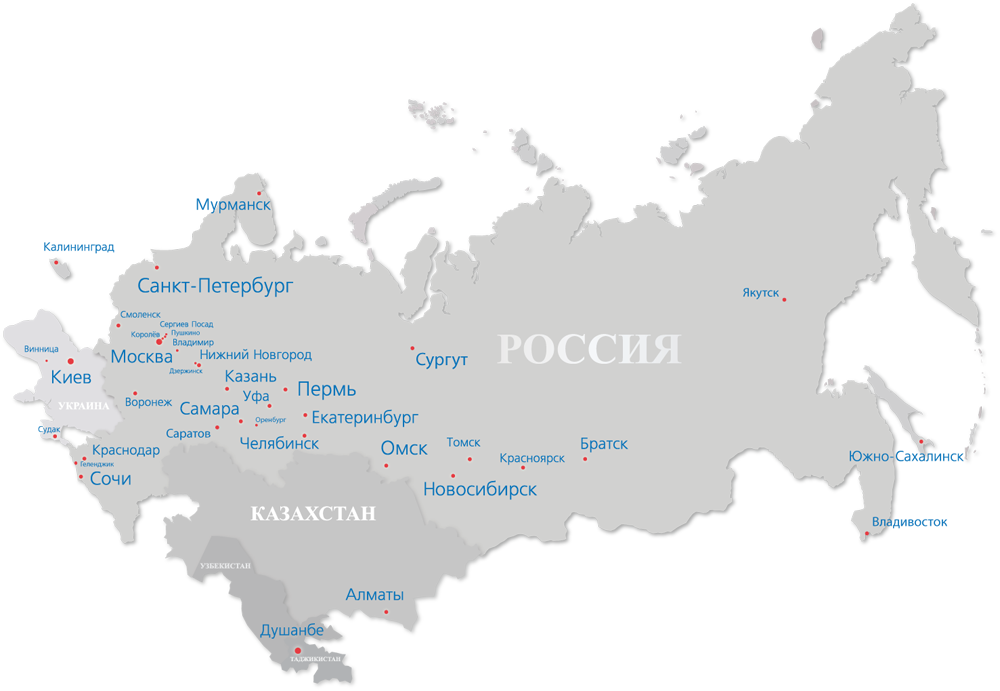 Мурманск
Калининград
Санкт-Петербург
Якутск
Смоленск
Сергиев Посад
Королёв
Пушкино
Владимир
Винница
Москва
Нижний Новгород
РОССИЯ
Сургут
Дзержинск
Киев
Казань
Пермь
Уфа
УКРАИНА
Воронеж
Самара
Екатеринбург
Оренбург
Судак
Саратов
Челябинск
Омск
Томск
Братск
Краснодар
Геленджик
Красноярск
Южно-Сахалинск
Сочи
Новосибирск
КАЗАХСТАН
Владивосток
УЗБЕКИСТАН
Алматы
Душанбе
ТАДЖИКИСТАН